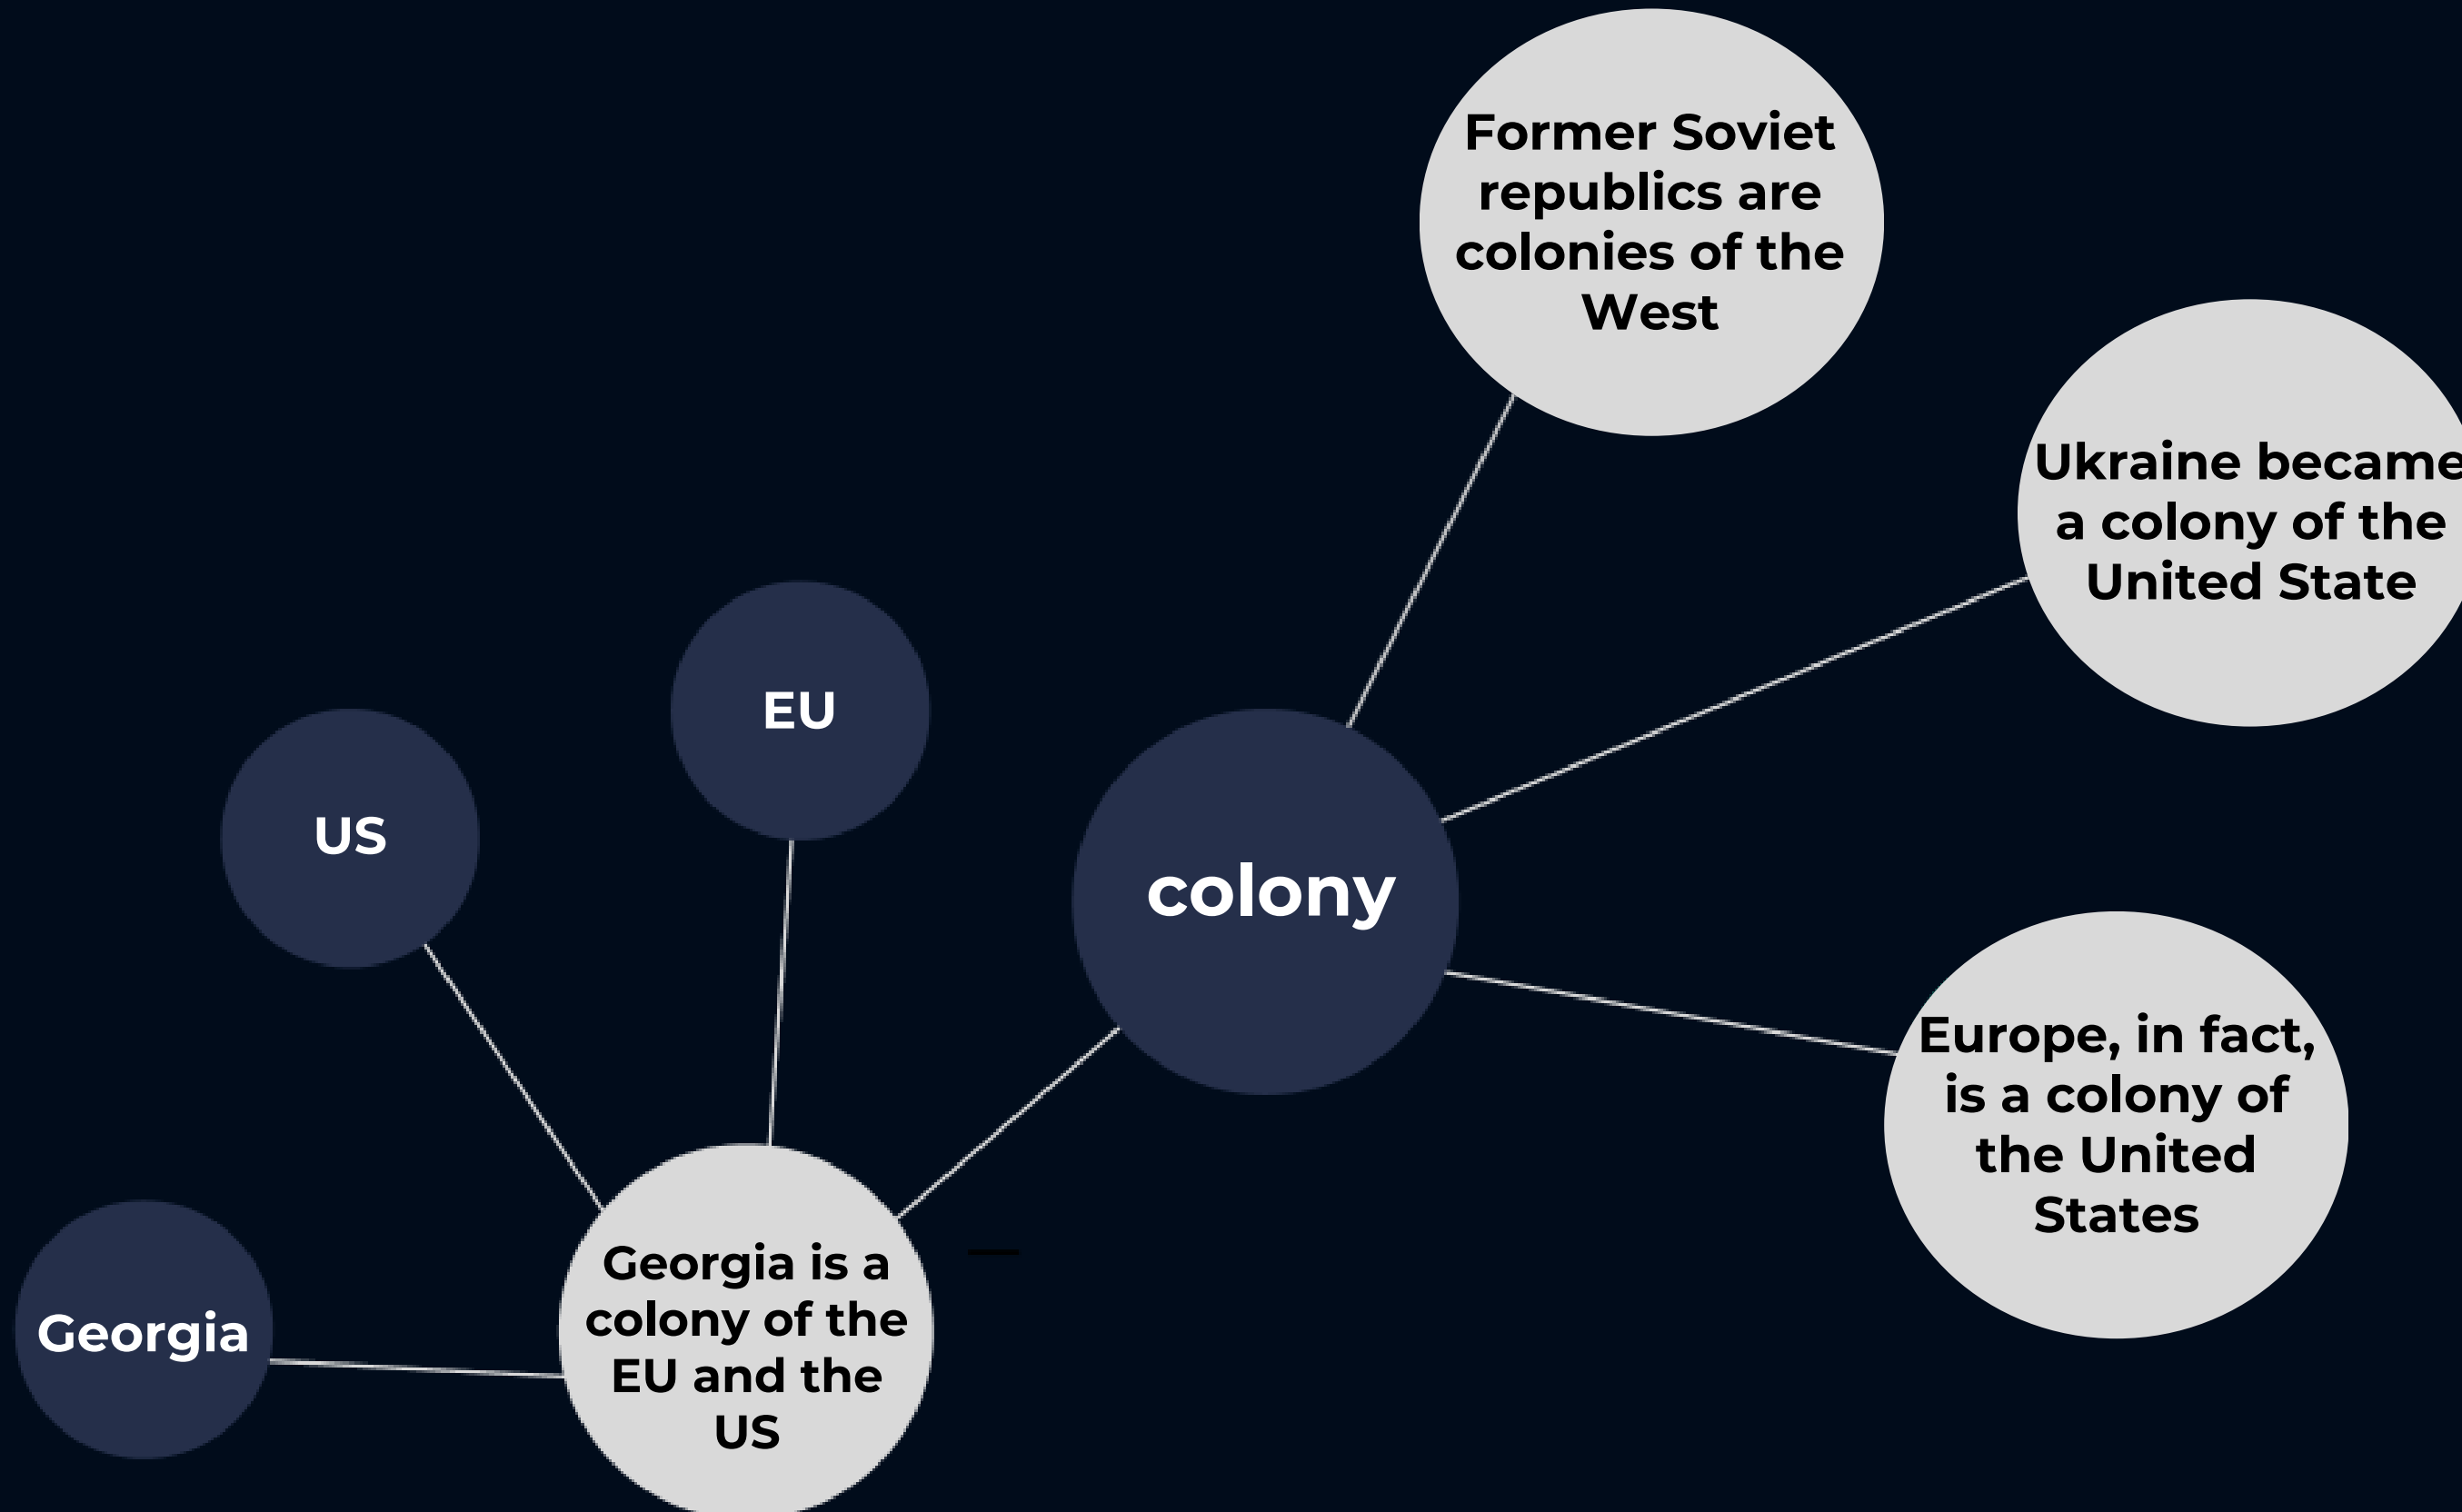 Former Soviet
republics are
colonies of the
West
Ukraine became
a colony of the
United State
EU
US
colony
Europe, in fact,
is a colony of
the United
States
Georgia is a
colony of the
EU and the
US
Georgia